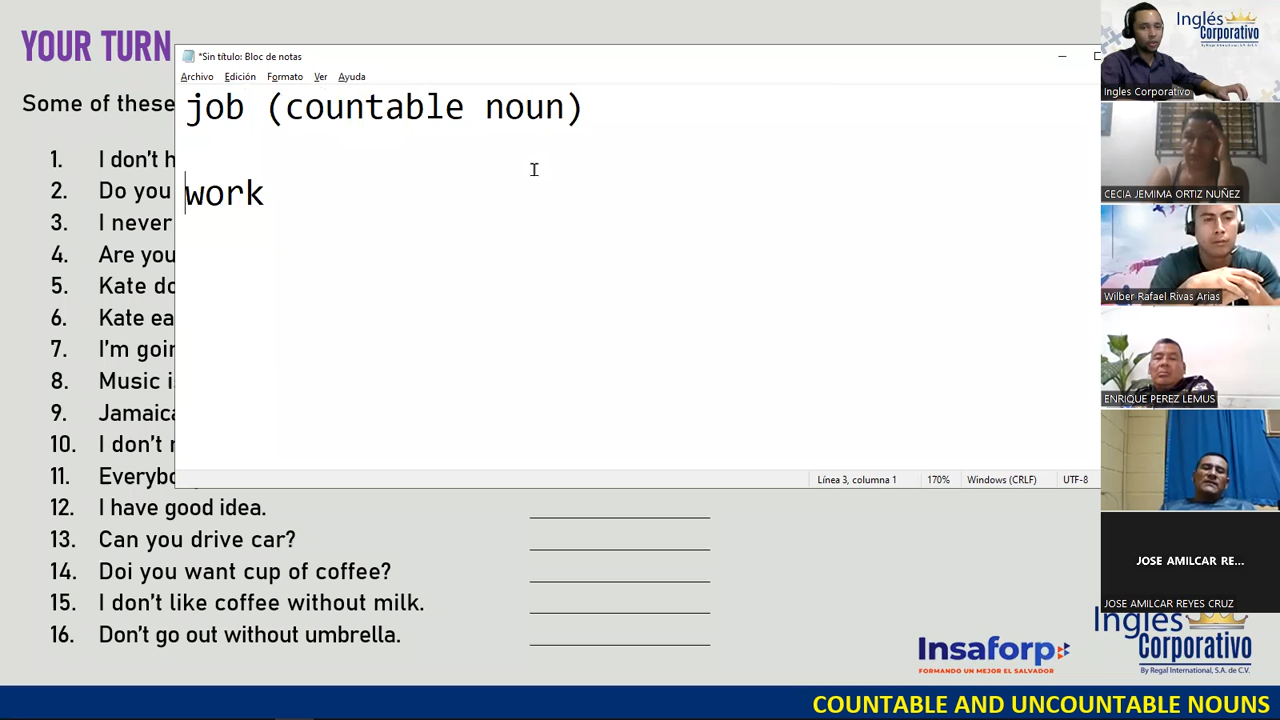 YOUR TURN
*Sin título: Bloc de notas
Archivo Edición Formato Ver Ayuda
Some of these
job (countable noun)
work
1. I don't h
2. Do you
3. I never
4. Are you
5. Kate do
6. Kate ea
7. I'm goin
8. Music is
9. Jamaica
10. I don't
11. Everybo
12. I have good idea.
13. Can you drive car?
14. Doi you want cup of coffee?
15. I don't like coffee without milk.
16. Don't go out without umbrella.
Línea 3, columna 1 170% Windows (CRLF) UTF-8
Inglés
Corporativo
By Regal International, S.A. de C.V.
Ingles Corporativo
CECIA JEMIMA ORTIZ NUÑEZ
Wilber Rafael Rivas Arias
ENRIQUE PEREZ LEMUS
JOSE AMILCAR RE...
JOSE AMILCAR REYES CRUZ
Insaforp
FORMANDO UN MEJOR EL SALVADOR
Inglés
Corporativo
By Regal International, S.A. de C.V.
COUNTABLE AND UNCOUNTABLE NOUNS